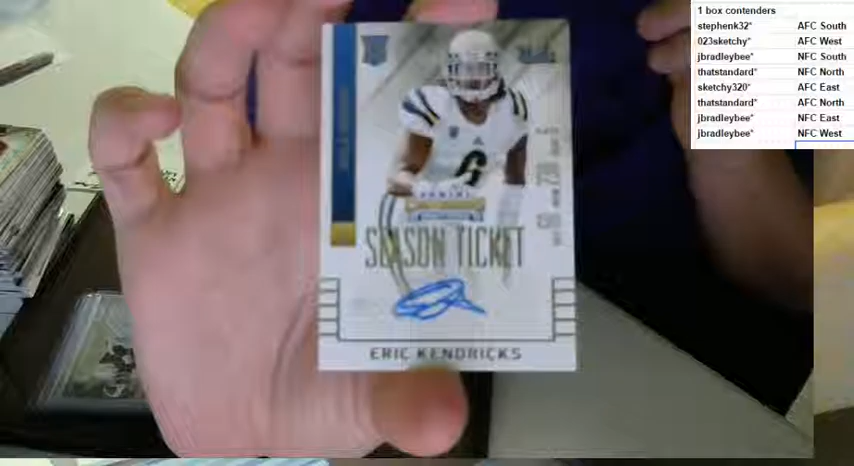 1 box contenders
stephenk32* AFC South
023sketchy* AFC West
jbradleybee* NFC South
thatstandard* NFC North
sketchy320* AFC East
thatstandard* AFC North
jbradleybee* NFC East
jbradleybee* NFC West
SEASON TICKET
ERIC KENDRICKS